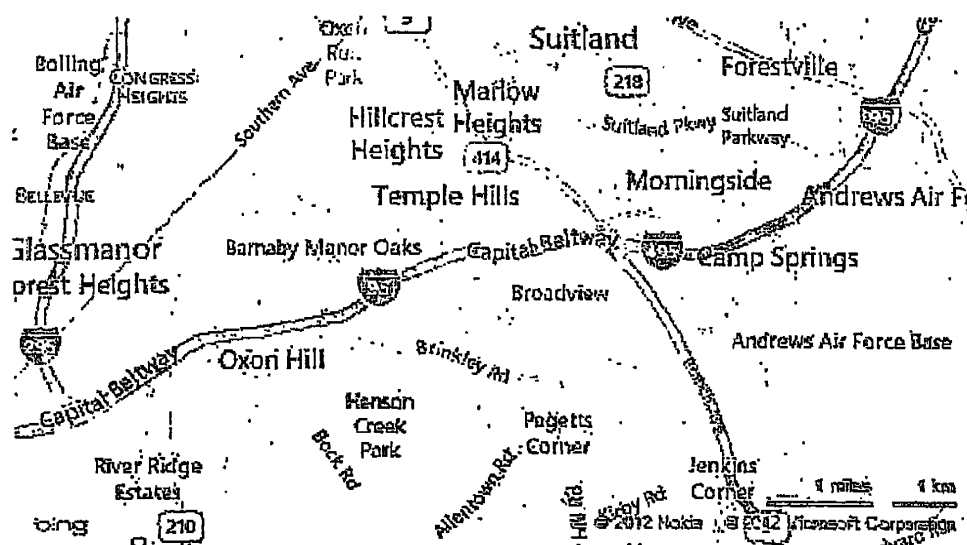 Suitland
Oxon
Run
Park
Bolling
Air
Force
Base
CONGRESS
HEIGHTS
Southern Ave
Marlow
Heights
218
Forestville
Hillcrest
Heights
414
Suitland Pkwy
Suitland
Parkway
BELLEVUE
Temple Hills
Morningside
Andrews Air F
Glassmanor
orest Heights
Barnaby Manor Oaks
Capital Beltway
Camp Springs
Broadview
Andrews Air Force Base
Oxon Hill
Brinkley Rd
Capital Beltway
Henson
Creek
Park
Bock Rd
Pagetts
Corner
Allentown Rd
River Ridge
Estates
Jenkins
Corner
1 miles
1 km
bing
210
© 2012 Nokia
Microsoft Corporation